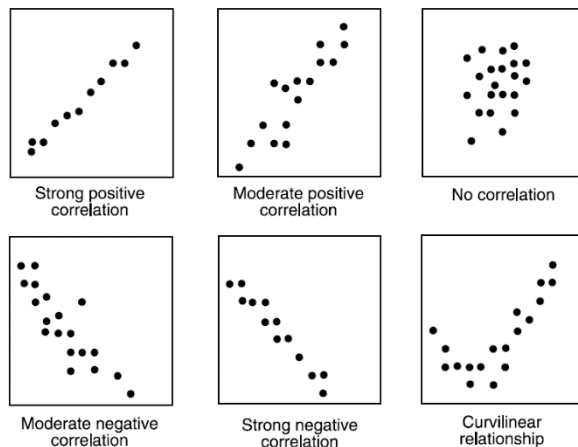 Strong positive
correlation
Moderate positive
correlation
No correlation
Moderate negative
correlation
Strong negative
correlation
Curvilinear
relationship